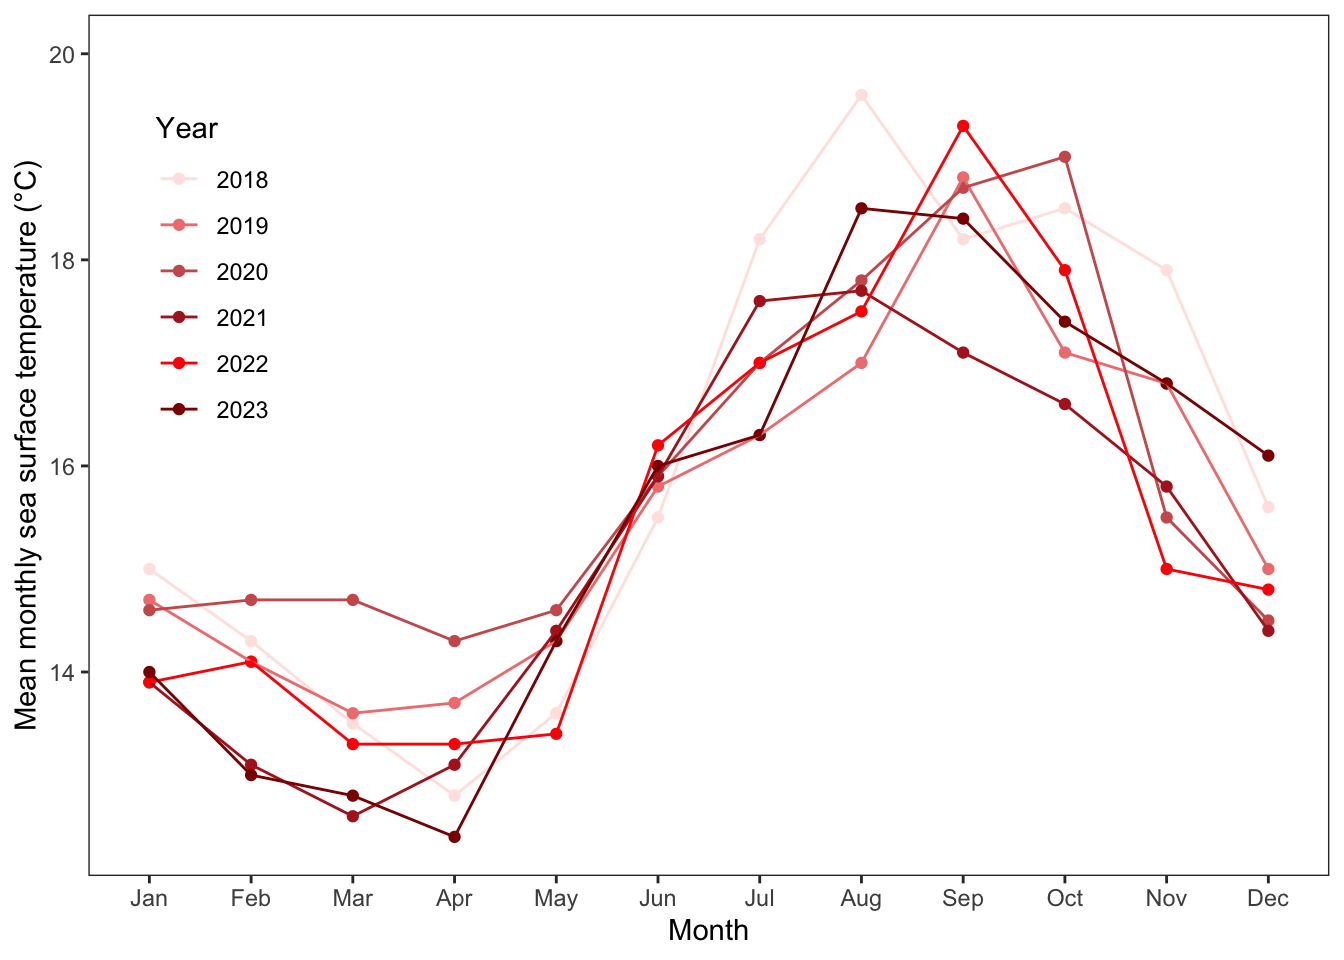 20
18
16
14
Mean monthly sea surface temperature (°C)
Year
2018
2019
2020
2021
2022
2023
Jan Feb Mar Apr May Jun Jul Aug Sep Oct Nov Dec
Month